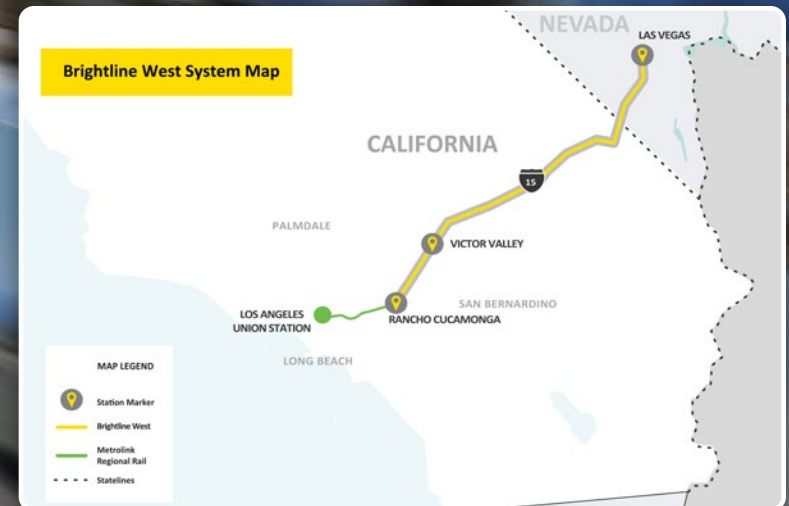 Brightline West System Map
NEVADA
LAS VEGAS
CALIFORNIA
15
PALMDALE
VICTOR VALLEY
LOS ANGELES
UNION STATION
SAN BERNARDINO
RANCHO CUCAMONGA
LONG BEACH
MAP LEGEND
Station Marker
Brightline West
Metrolink
Regional Rail
Statelines